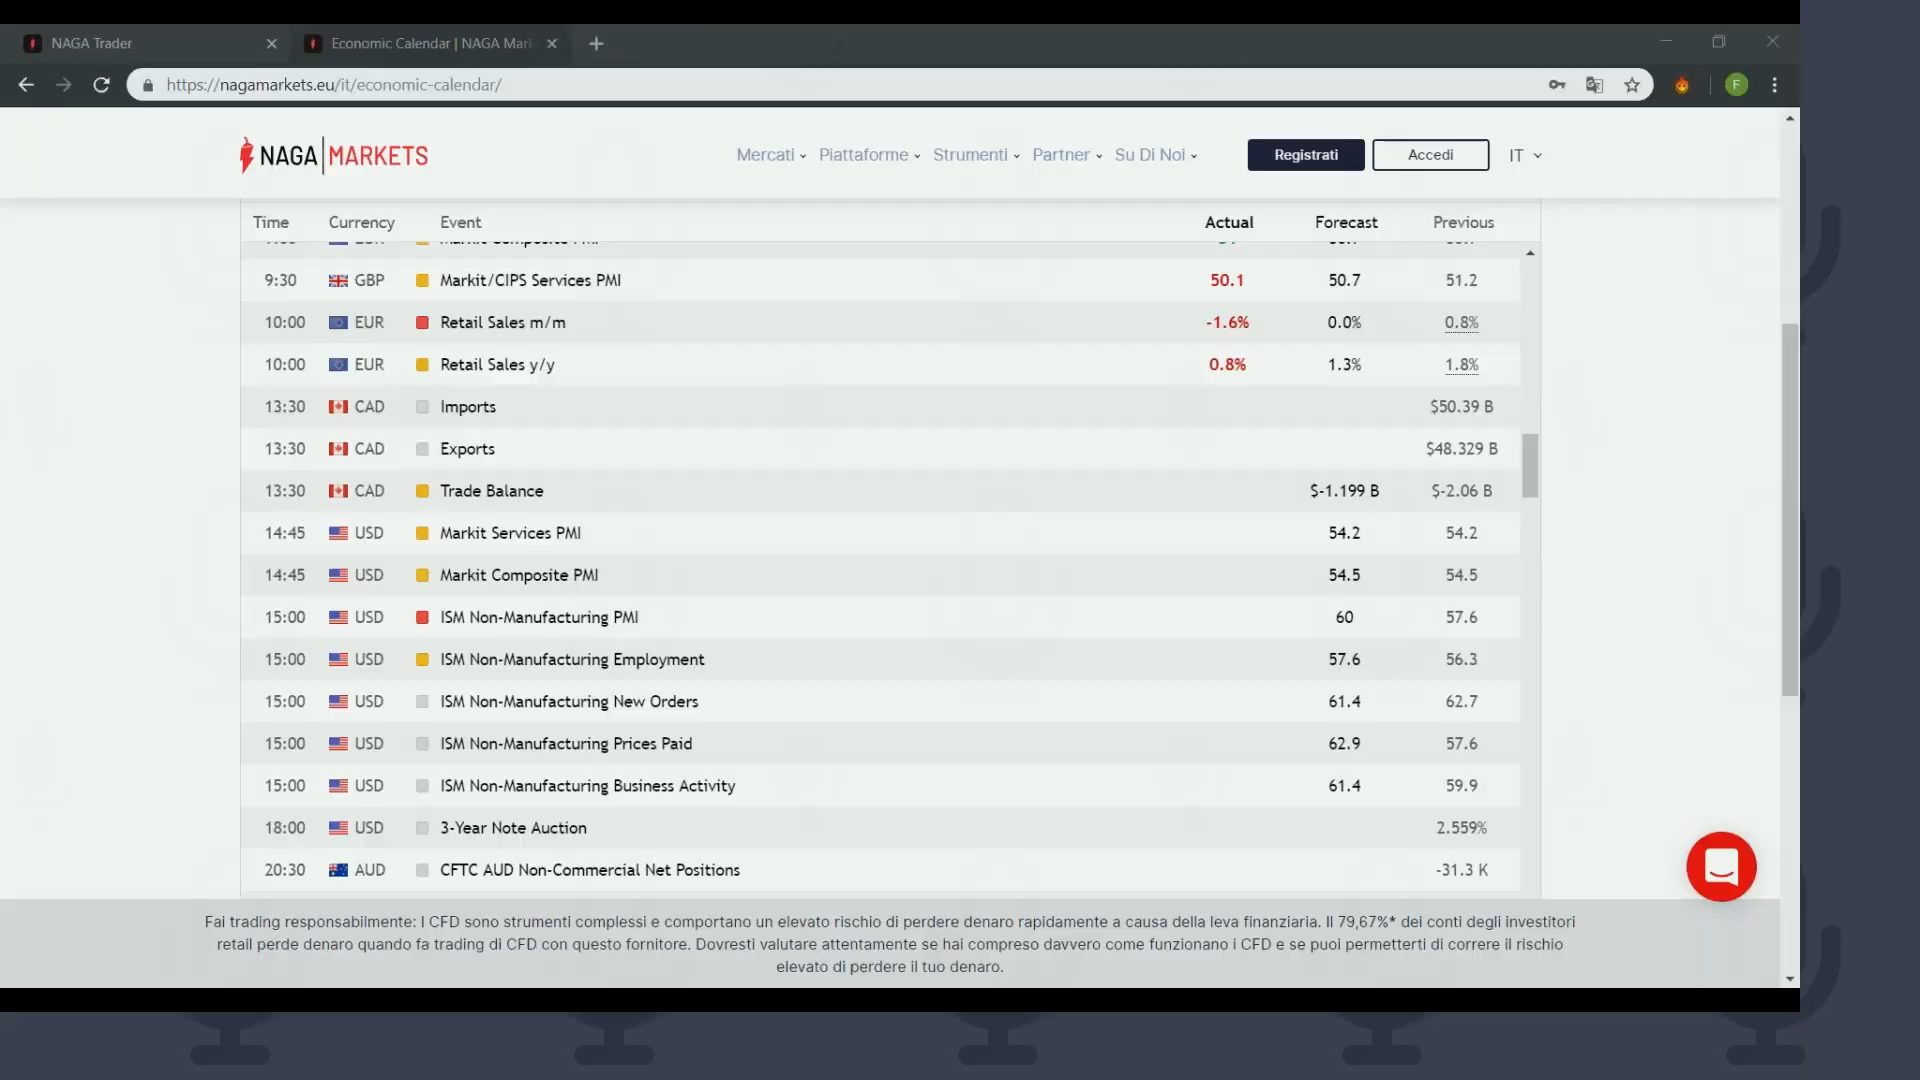 NAGA Trader
Economic Calendar | NAGA Mar
https://nagamarkets.eu/it/economic-calendar/
F
NAGA|MARKETS
Mercati Piattaforme Strumenti Partner Su Di Noi Registrati Accedi IT
Time Currency Event Actual Forecast Previous
9:30 GBP Markit/CIPS Services PMI 50.1 50.7 51.2
10:00 EUR Retail Sales m/m -1.6% 0.0% 0.8%
10:00 EUR Retail Sales y/y 0.8% 1.3% 1.8%
13:30 CAD Imports $50.39 B
13:30 CAD Exports $48.329 B
13:30 CAD Trade Balance $-1.199 B $-2.06 B
14:45 USD Markit Services PMI 54.2 54.2
14:45 USD Markit Composite PMI 54.5 54.5
15:00 USD ISM Non-Manufacturing PMI 60 57.6
15:00 USD ISM Non-Manufacturing Employment 57.6 56.3
15:00 USD ISM Non-Manufacturing New Orders 61.4 62.7
15:00 USD ISM Non-Manufacturing Prices Paid 62.9 57.6
15:00 USD ISM Non-Manufacturing Business Activity 61.4 59.9
18:00 USD 3-Year Note Auction 2.559%
20:30 AUD CFTC AUD Non-Commercial Net Positions -31.3 K
Fai trading responsabilmente: I CFD sono strumenti complessi e comportano un elevato rischio di perdere denaro rapidamente a causa della leva finanziaria. Il 79,67%* dei conti degli investitori
retail perde denaro quando fa trading di CFD con questo fornitore. Dovresti valutare attentamente se hai compreso davvero come funzionano i CFD e se puoi permetterti di correre il rischio
elevato di perdere il tuo denaro.